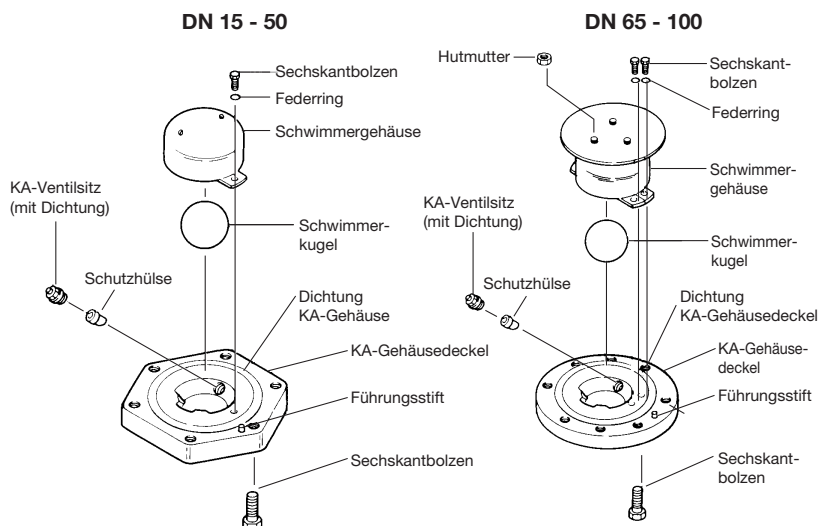 DN 15 - 50
Sechskantbolzen
Federring
Schwimmergehäuse
KA-Ventilsitz
(mit Dichtung)
Schwimmer-
kugel
Schutzhülse
Dichtung
KA-Gehäuse
KA-Gehäusedeckel
Führungsstift
Sechskantbolzen
DN 65 - 100
Hutmutter
Sechskant-
bolzen
Federring
Schwimmer-
gehäuse
KA-Ventilsitz
(mit Dichtung)
Schwimmer-
kugel
Schutzhülse
Dichtung
KA-Gehäusedeckel
KA-Gehäuse-
deckel
Führungsstift
Sechskant-
bolzen